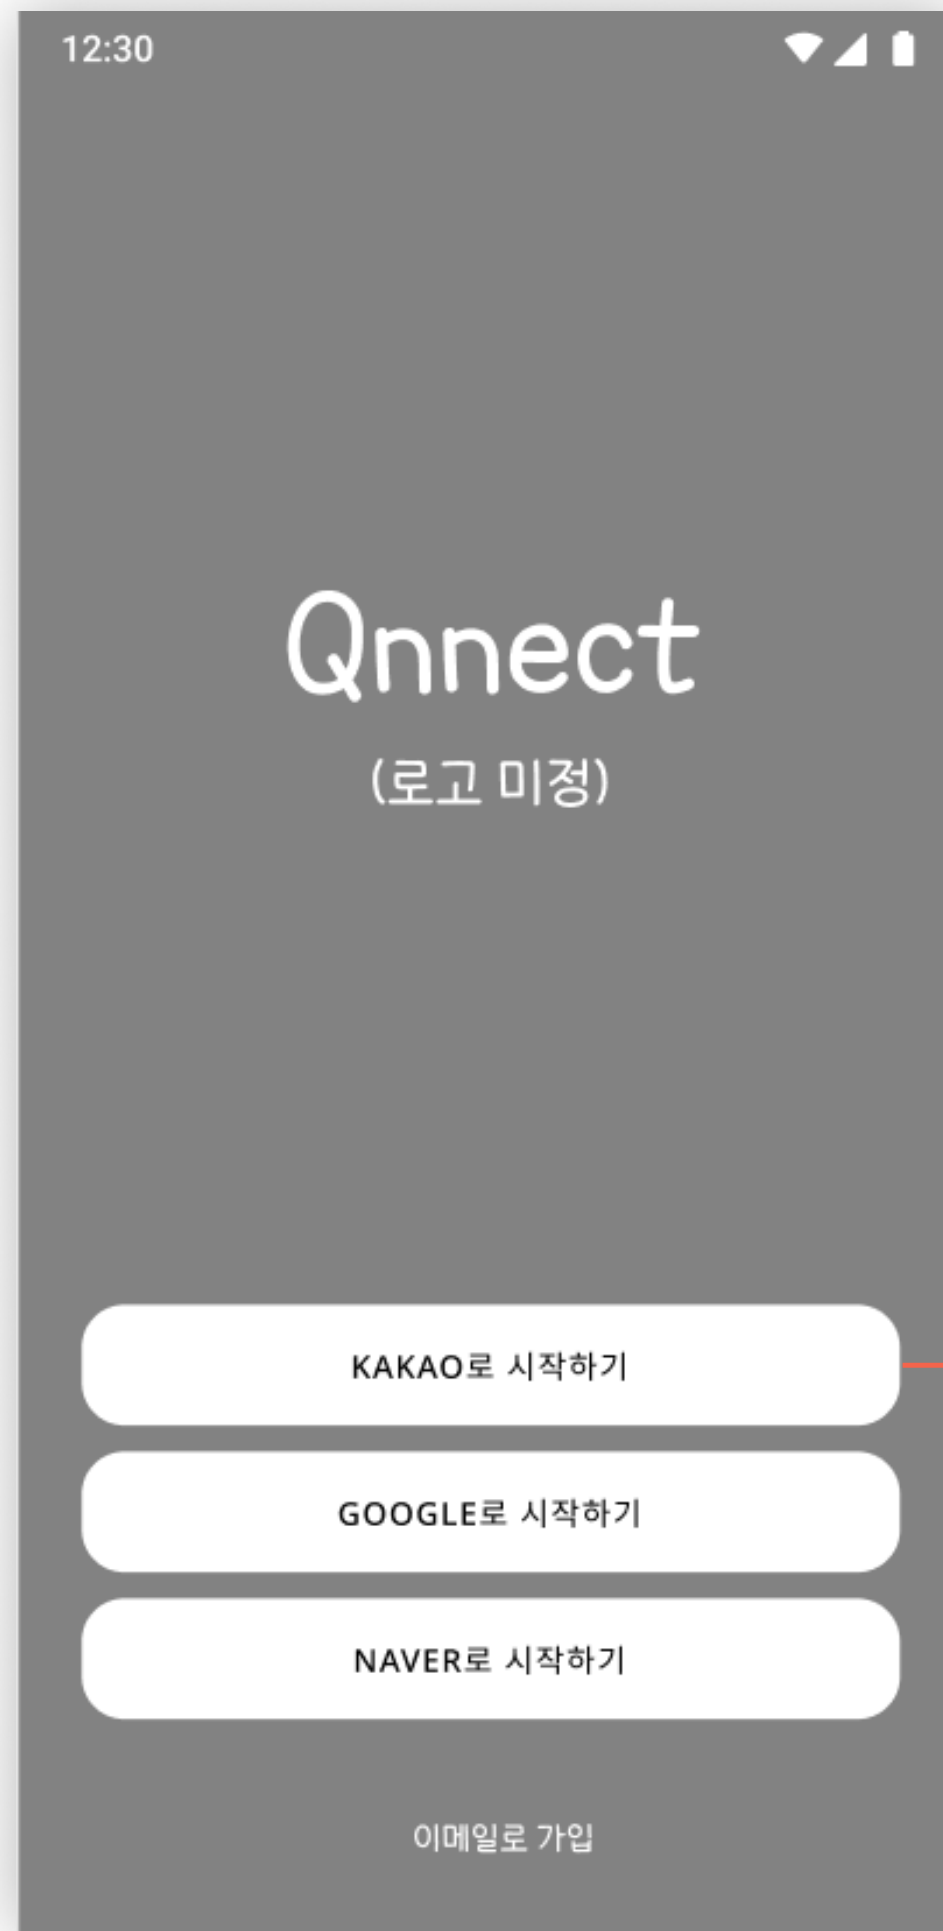 12:30
Qnnect
(로고 미정)
KAKAO로 시작하기
GOOGLE로 시작하기
NAVER로 시작하기
이메일로 가입